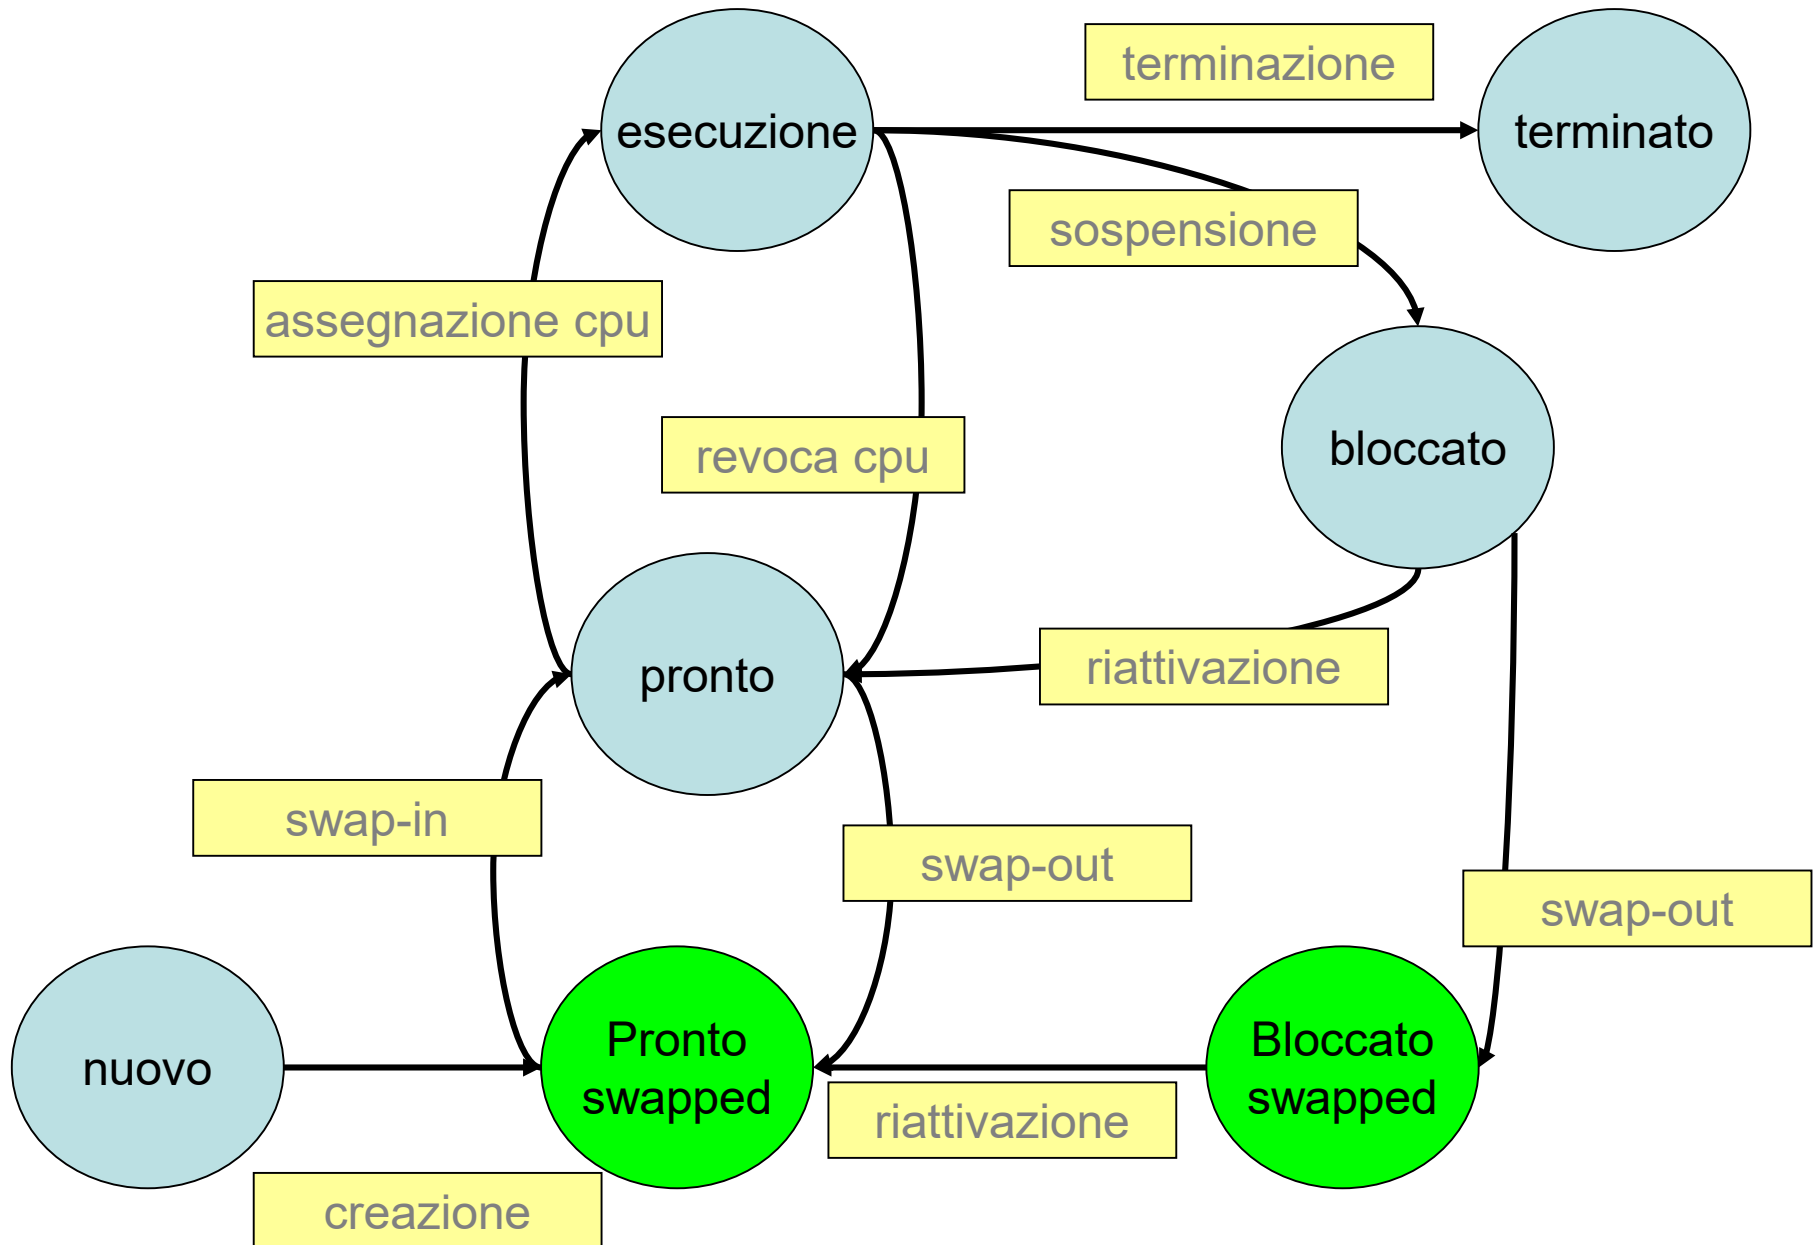 terminazione
esecuzione
terminato
sospensione
assegnazione cpu
revoca cpu
bloccato
pronto
riattivazione
swap-in
swap-out
swap-out
nuovo
Pronto
swapped
Bloccato
swapped
riattivazione
creazione